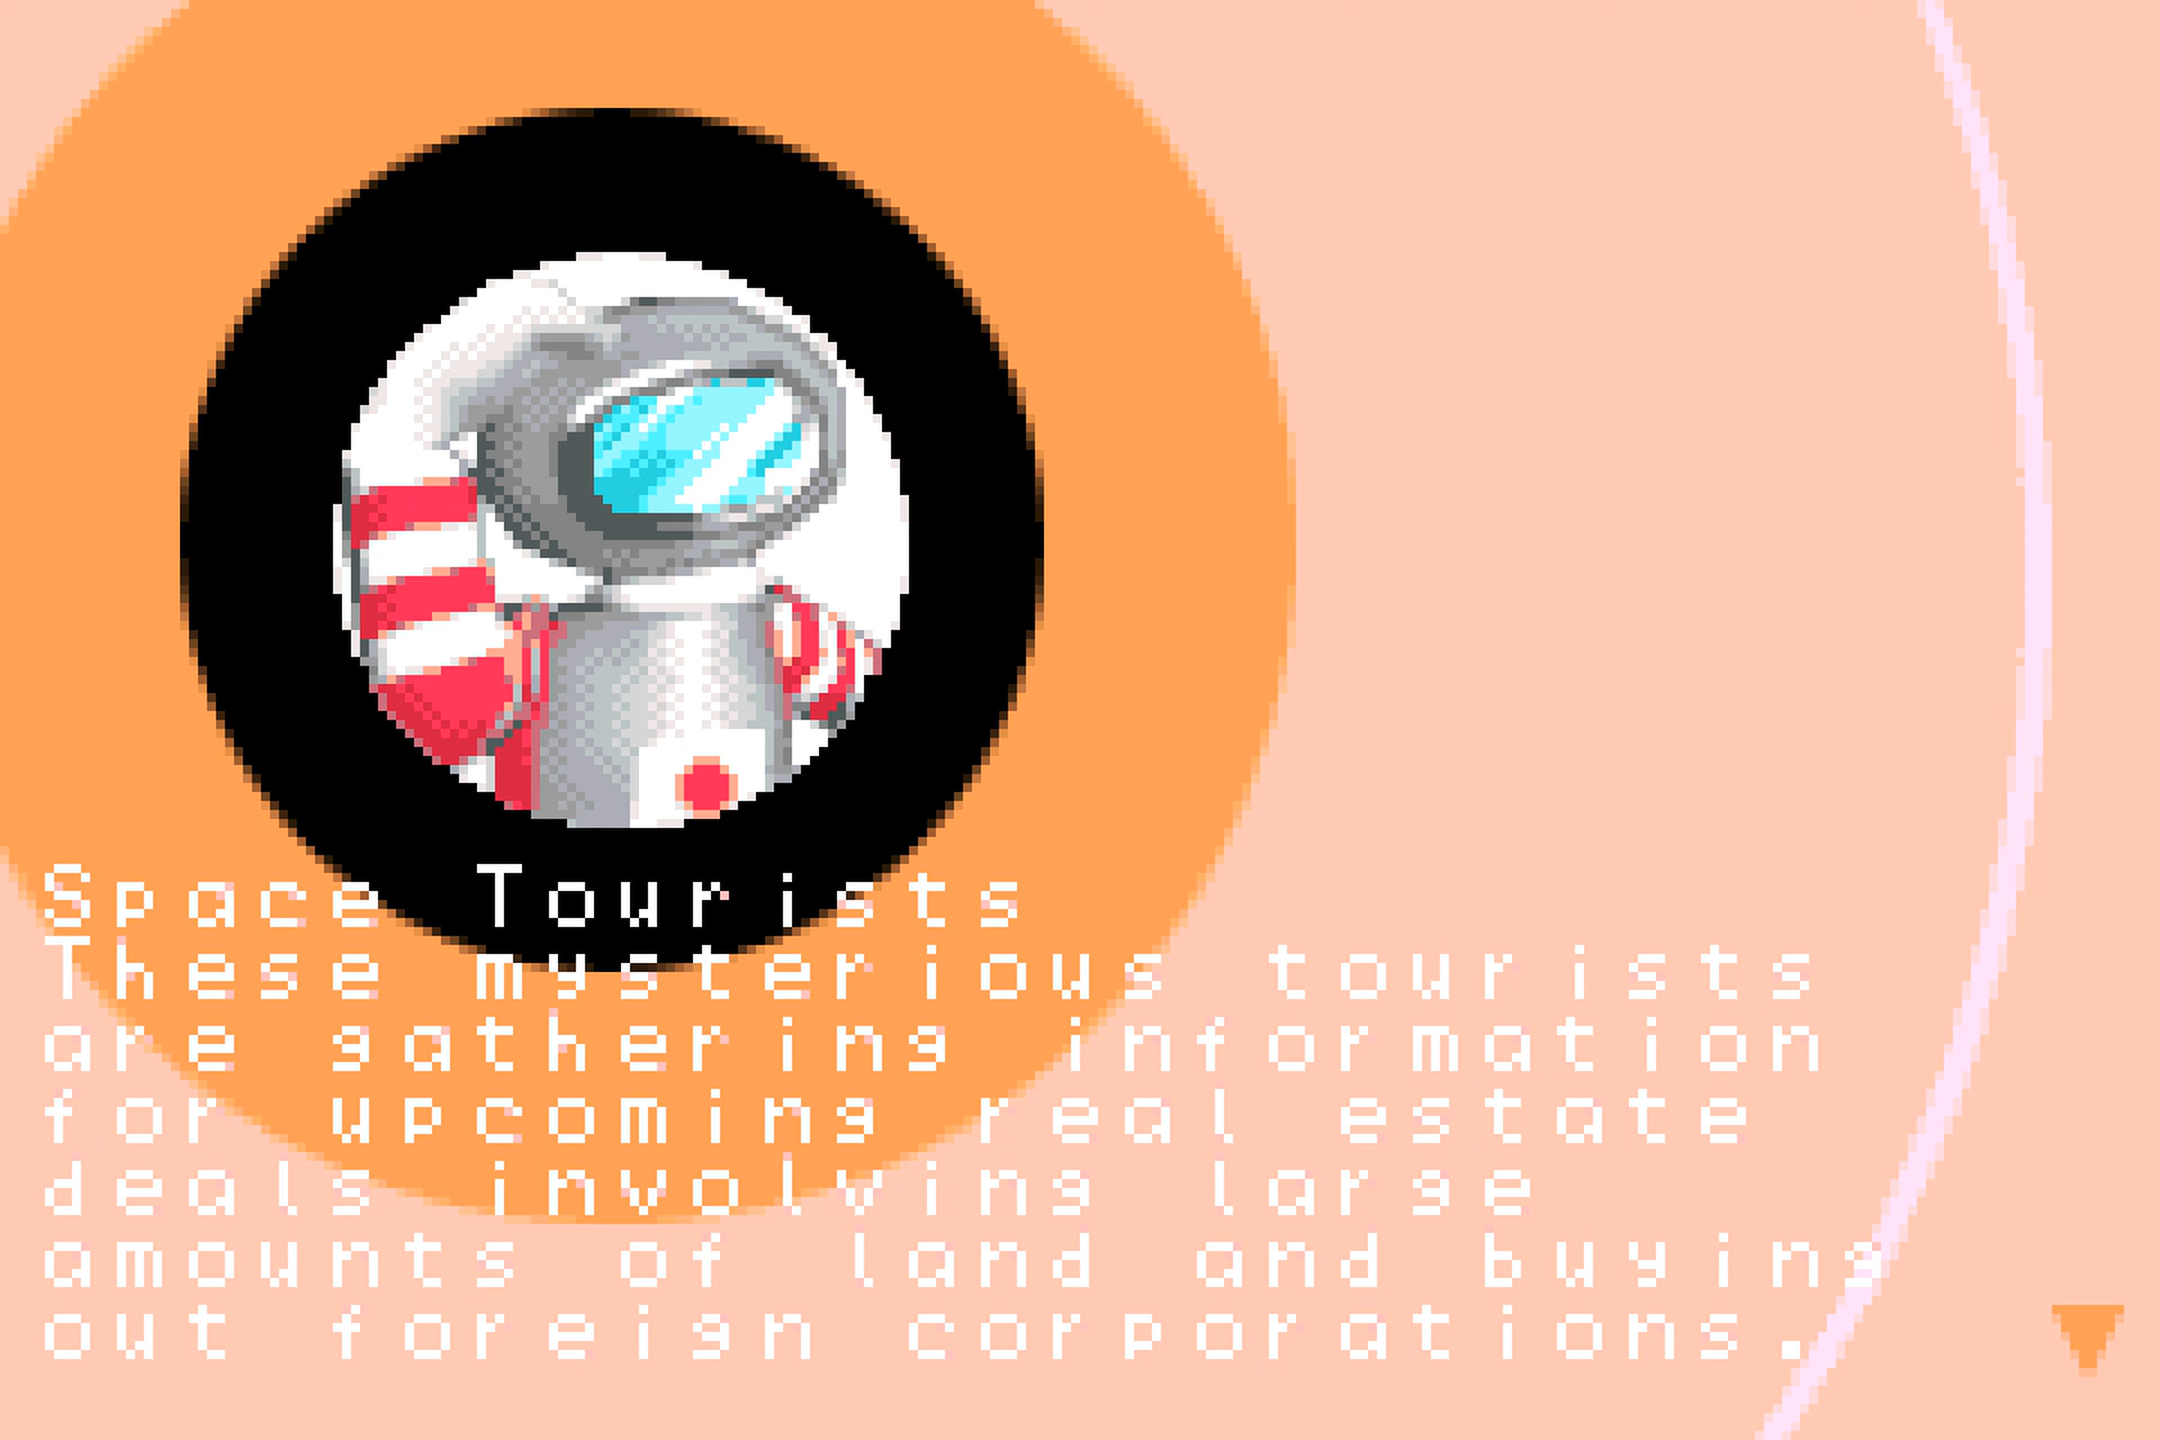 Space Tourists
These mysterious tourists
are gathering information
for upcoming real estate
deals involving large
amounts of land and buying
out foreign corporations.